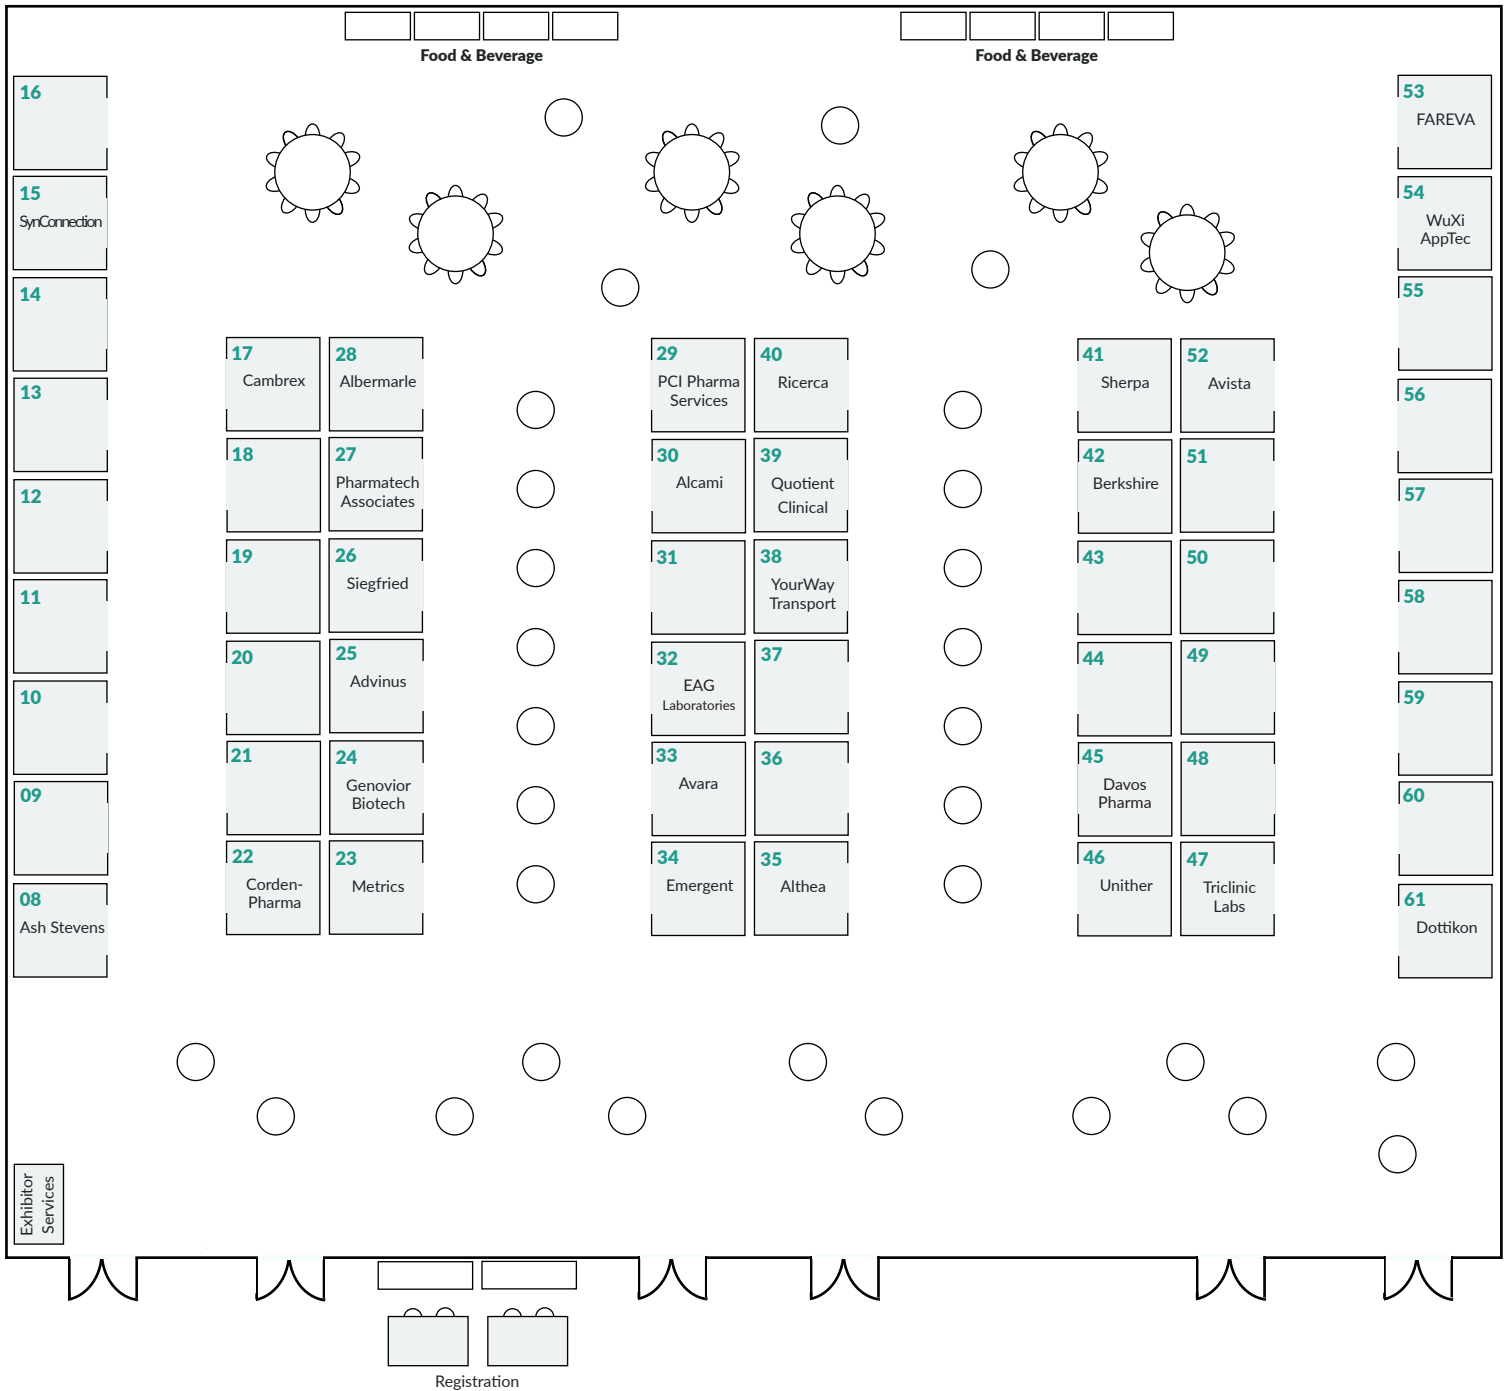 Food & Beverage
Food & Beverage
16
15
SynConnection
14
13
12
11
10
09
08
Ash Stevens
17
Cambrex
18
19
20
21
22
Corden-
Pharma
28
Albermarle
27
Pharmatech
Associates
26
Siegfried
25
Advinus
24
Genovior
Biotech
23
Metrics
29
PCI Pharma
Services
30
Alcami
31
32
EAG
Laboratories
33
Avara
34
Emergent
40
Ricerca
39
Quotient
Clinical
38
YourWay
Transport
37
36
35
Althea
41
Sherpa
42
Berkshire
43
44
45
Davos
Pharma
46
Unither
52
Avista
51
50
49
48
47
Triclinic
Labs
53
FAREVA
54
WuXi
AppTec
55
56
57
58
59
60
61
Dottikon
Exhibitor
Services
Registration